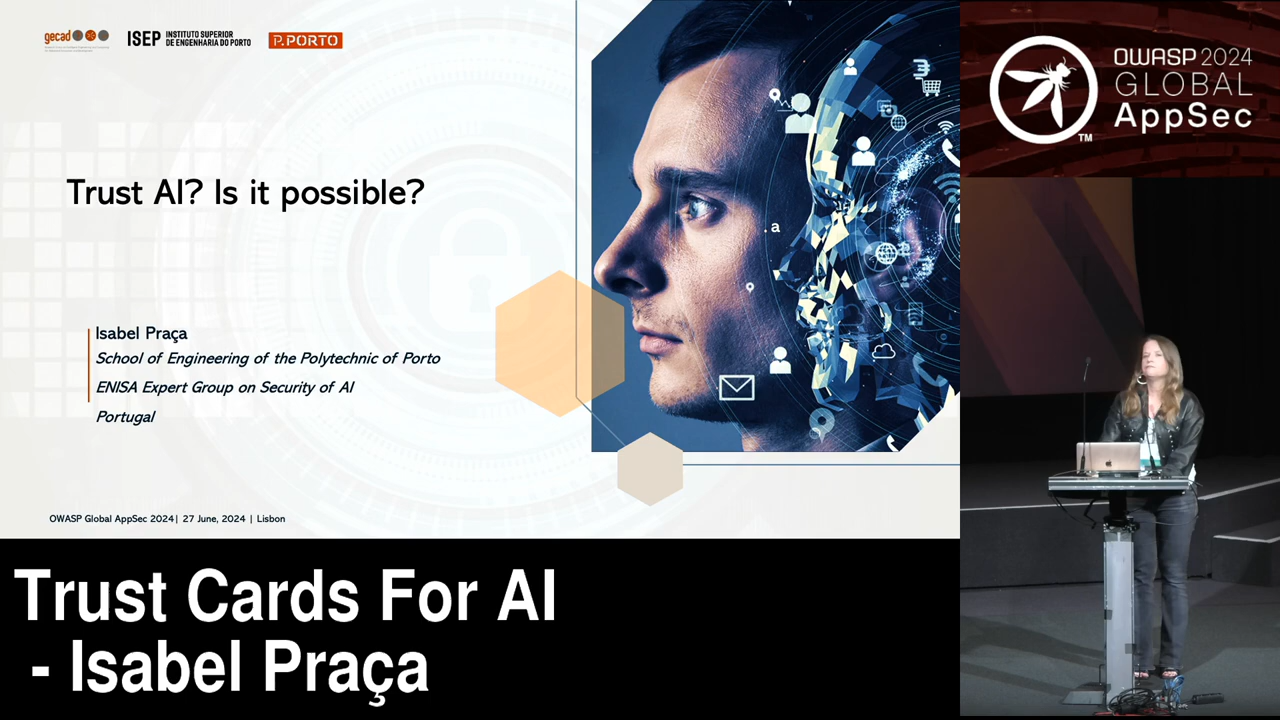 gecad
ISEP INSTITUTO SUPERIOR
DE ENGENHARIA DO PORTO
P.PORTO
Trust AI? Is it possible?
.a
Isabel Praça
School of Engineering of the Polytechnic of Porto
ENISA Expert Group on Security of AI
Portugal
OWASP Global AppSec 2024| 27 June, 2024 | Lisbon
OWASP 2024
GLOBAL
AppSec
TM
Trust Cards For AI
- Isabel Praça